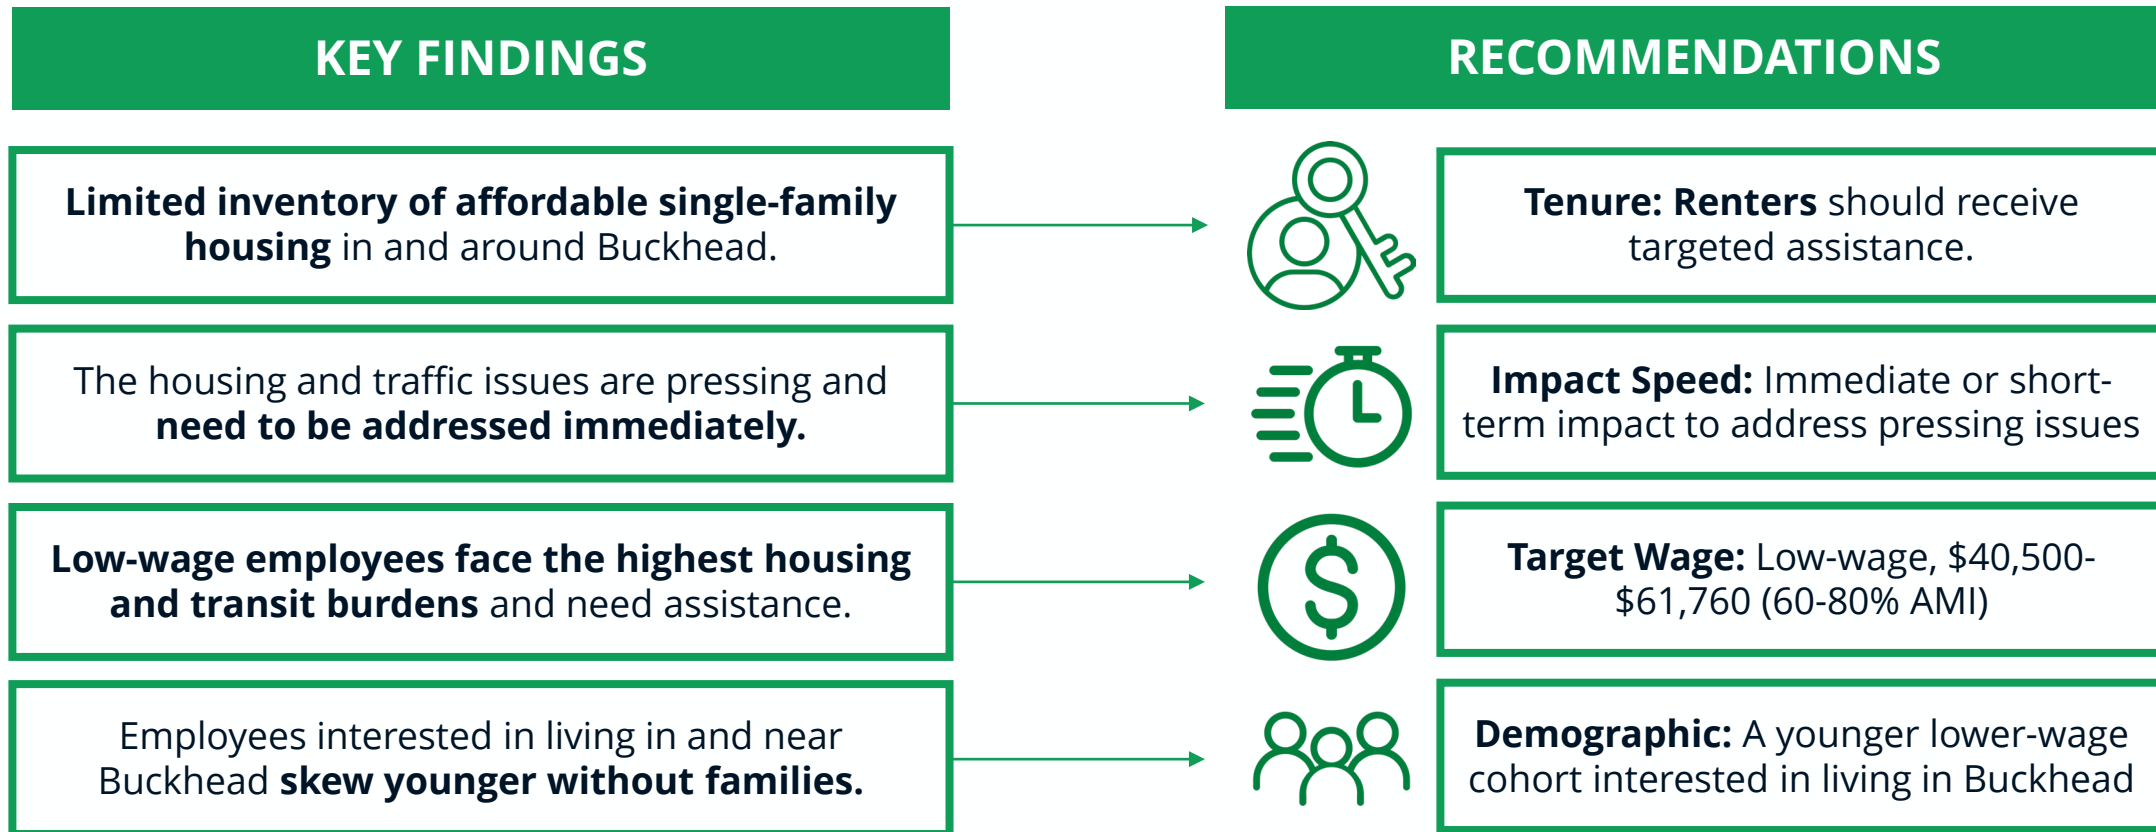 KEY FINDINGS
RECOMMENDATIONS
Limited inventory of affordable single-family
housing in and around Buckhead.
Tenure: Renters should receive
targeted assistance.
The housing and traffic issues are pressing and
need to be addressed immediately.
Impact Speed: Immediate or short-
term impact to address pressing issues
Low-wage employees face the highest housing
and transit burdens and need assistance.
Target Wage: Low-wage, $40,500-
$61,760 (60-80% AMI)
Employees interested in living in and near
Buckhead skew younger without families.
Demographic: A younger lower-wage
cohort interested in living in Buckhead